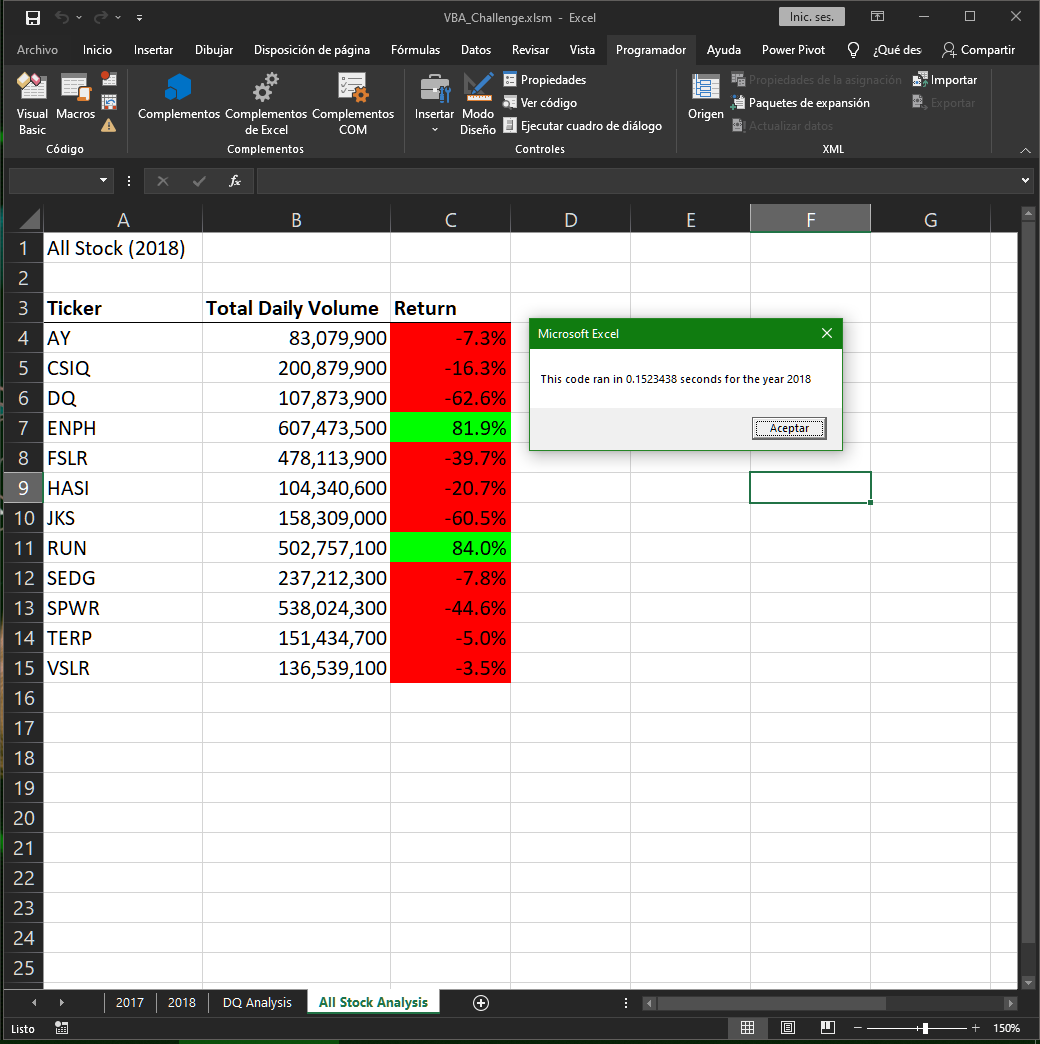 VBA_Challenge.xlsm - Excel
Inic. ses.
Archivo Inicio Insertar Dibujar Disposición de página Fórmulas Datos Revisar Vista Programador Ayuda Power Pivot ¿Qué des Compartir
Visual Basic
Macros
Código
Complementos
Complementos de Excel
Complementos COM
Complementos
Insertar
Modo Diseño
Propiedades
Ver código
Ejecutar cuadro de diálogo
Controles
Origen
Propiedades de la asignación
Paquetes de expansión
Actualizar datos
Importar
Exportar
XML
fx
A B C D E F G
1 All Stock (2018)
2
3 Ticker Total Daily Volume Return
4 AY 83,079,900 -7.3%
5 CSIQ 200,879,900 -16.3%
6 DQ 107,873,900 -62.6%
7 ENPH 607,473,500 81.9%
8 FSLR 478,113,900 -39.7%
9 HASI 104,340,600 -20.7%
10 JKS 158,309,000 -60.5%
11 RUN 502,757,100 84.0%
12 SEDG 237,212,300 -7.8%
13 SPWR 538,024,300 -44.6%
14 TERP 151,434,700 -5.0%
15 VSLR 136,539,100 -3.5%
16
17
18
19
20
21
22
23
24
25
Microsoft Excel
This code ran in 0.1523438 seconds for the year 2018
Aceptar
2017 2018 DQ Analysis All Stock Analysis
Listo
150%